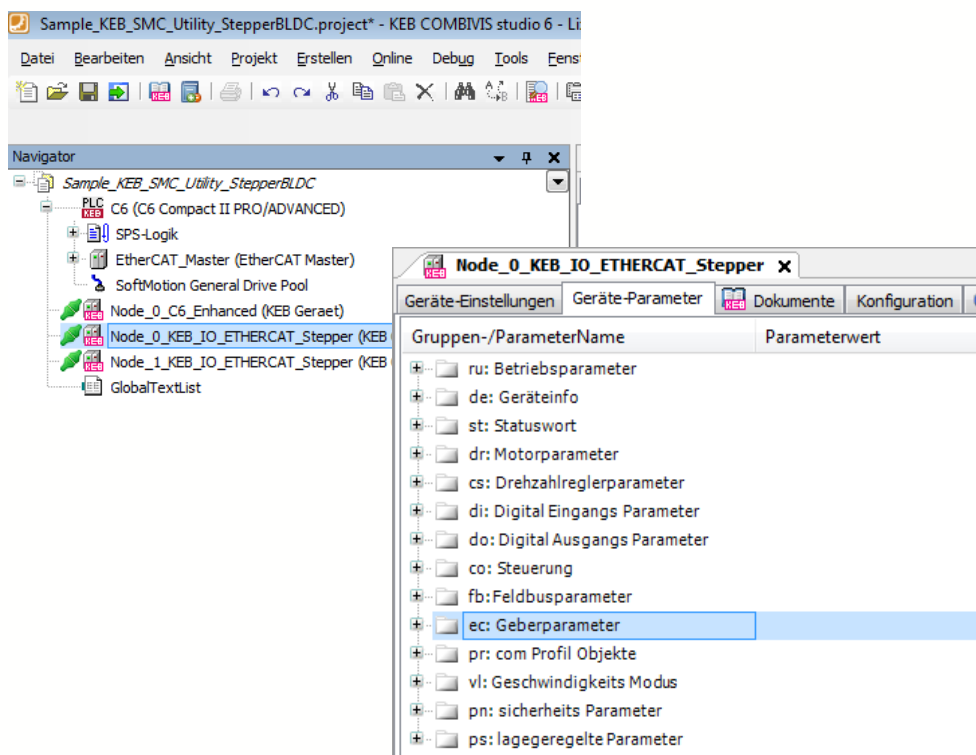 Sample_KEB_SMC_Utility_StepperBLDC.project* - KEB COMBIVIS studio 6 -
Datei Bearbeiten Ansicht Projekt Erstellen Online Debug Tools
Navigator
Sample_KEB_SMC_Utility_StepperBLDC
PLC KEB C6 (C6 Compact II PRO/ADVANCED)
SPS-Logik
EtherCAT_Master (EtherCAT Master)
SoftMotion General Drive Pool
Node_0_C6_Enhanced (KEB Geraet)
Node_0_KEB_IO_ETHERCAT_Stepper (KEB
Node_1_KEB_IO_ETHERCAT_Stepper (KEB
GlobalTextList
Node_0_KEB_IO_ETHERCAT_Stepper X
Geräte-Einstellungen Geräte-Parameter Dokumente Konfiguration
Gruppen-/ParameterName Parameterwert
ru: Betriebsparameter
de: Geräteinfo
st: Statuswort
dr: Motorparameter
cs: Drehzahlreglerparameter
di: Digital Eingangs Parameter
do: Digital Ausgangs Parameter
co: Steuerung
fb:Feldbusparameter
ec: Geberparameter
pr: com Profil Objekte
vl: Geschwindigkeits Modus
pn: sicherheits Parameter
ps: lagegeregelte Parameter